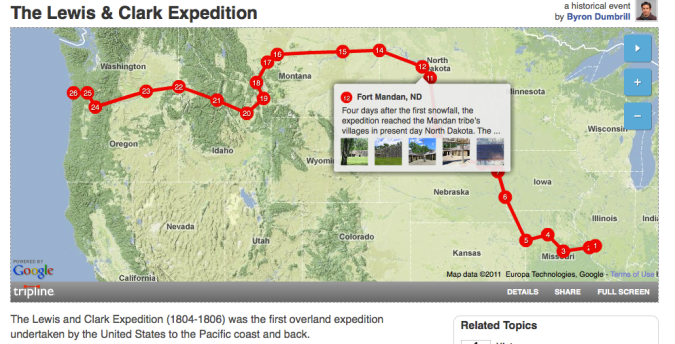 The Lewis & Clark Expedition
a historical event
by Byron Dumbrill
Washington
Montana
North
Dakota
Minnesota
Wisconsin
Oregon
Idaho
Wyoming
Iowa
Nebraska
Illinois
Nevada
Utah
Colorado
Kansas
Missouri
California
16
15
14
17
12
11
18
19
20
21
22
23
24
25
26
12 Fort Mandan, ND
Four days after the first snowfall, the
expedition reached the Mandan tribe's
villages in present day North Dakota. The ...
6
5
4
3
1
POWERED BY
Google
Map data ©2011 Europa Technologies, Google - Terms of Use
tripline
DETAILS SHARE FULL SCREEN
The Lewis and Clark Expedition (1804-1806) was the first overland expedition
undertaken by the United States to the Pacific coast and back.
Related Topics